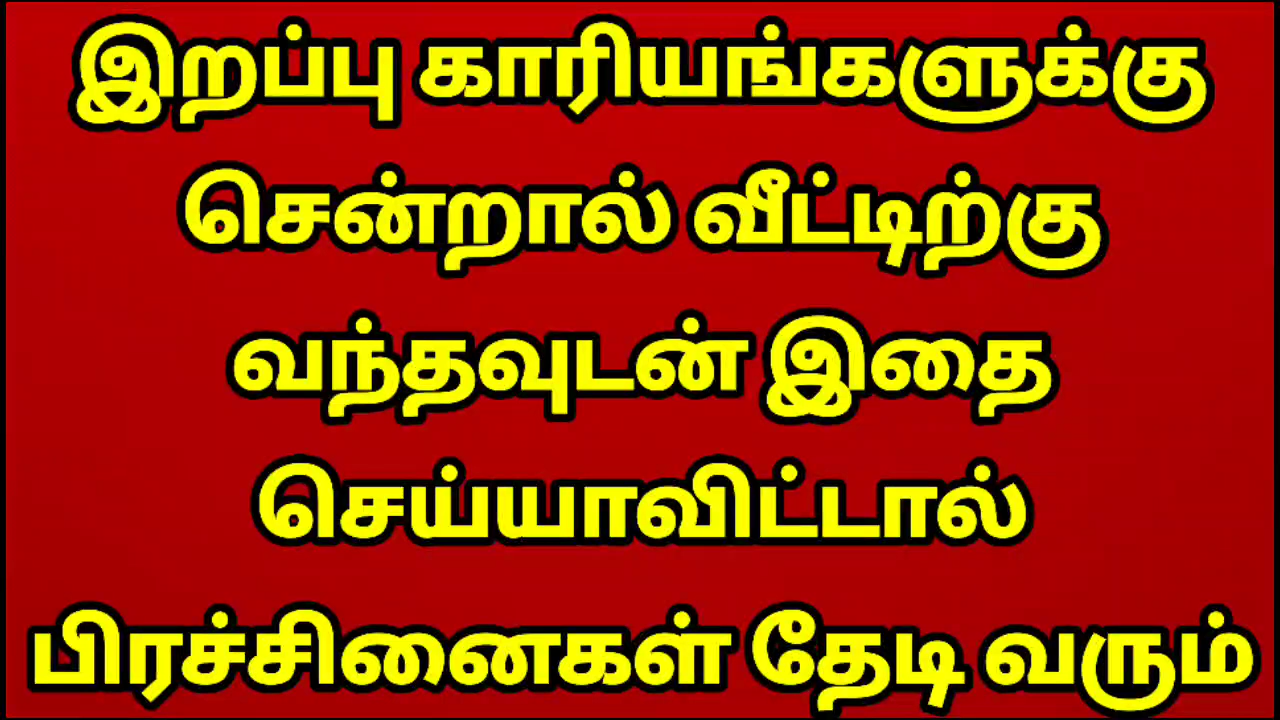 இறப்பு காரியங்களுக்கு
சென்றால் வீட்டிற்கு
வந்தவுடன் இதை
செய்யாவிட்டால்
பிரச்சினைகள் தேடி வரும்